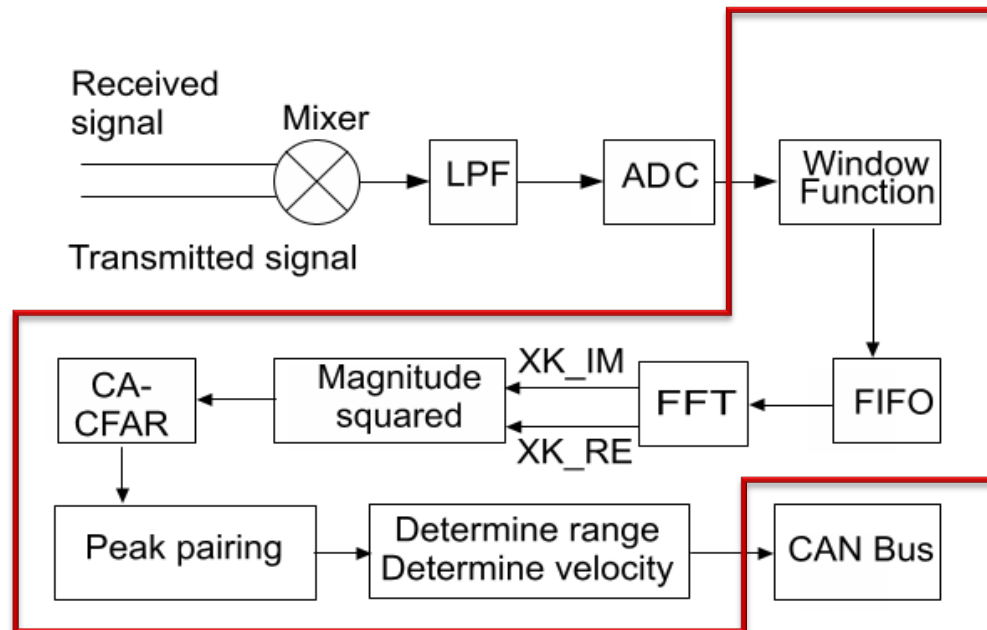 Received
signal
Mixer
LPF
ADC
Window
Function
Transmitted signal
CA-
CFAR
Magnitude
squared
XK_IM
XK_RE
FFT
FIFO
Peak pairing
Determine range
Determine velocity
CAN Bus